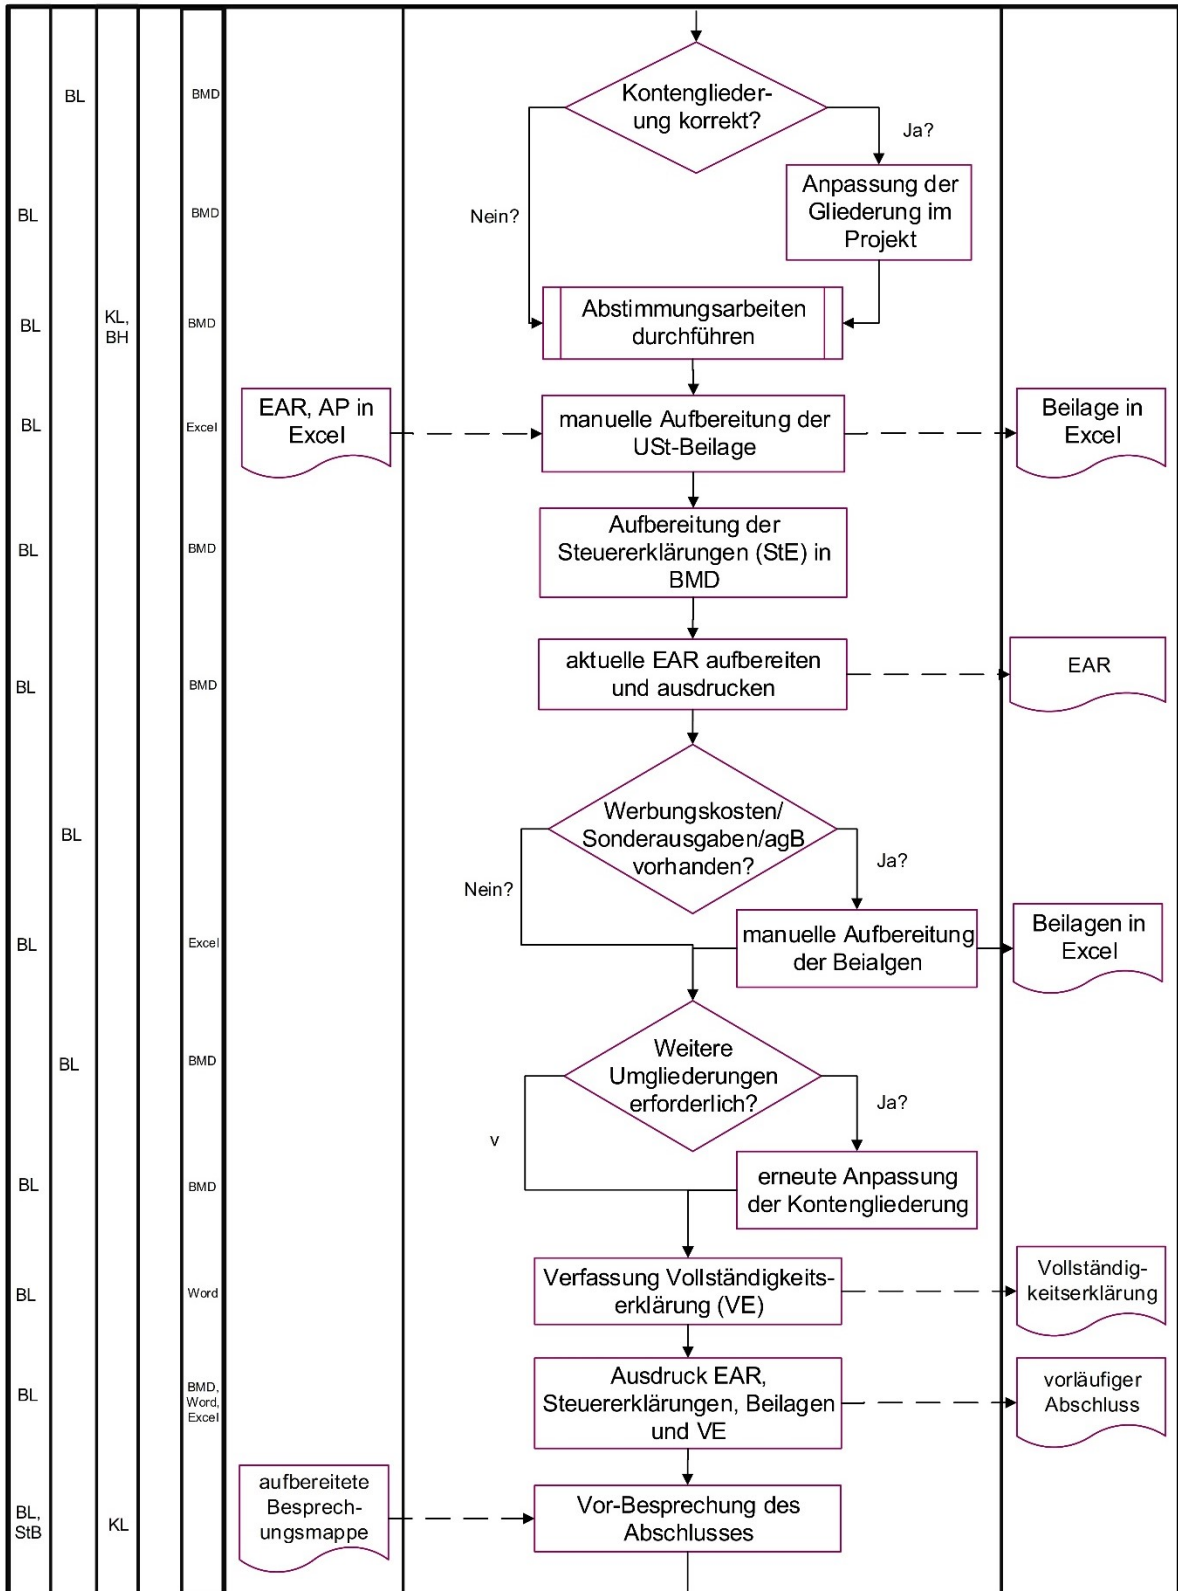 BL
BMD
Kontengliederung
ung korrekt?
Ja?
Nein?
BL
BMD
Anpassung der
Gliederung im
Projekt
BL
KL,
BH
BMD
Abstimmungsarbeiten
durchführen
BL
Excel
EAR, AP in
Excel
manuelle Aufbereitung der
USt-Beilage
Beilage in
Excel
BL
BMD
Aufbereitung der
Steuererklärungen (StE) in
BMD
BL
BMD
aktuelle EAR aufbereiten
und ausdrucken
EAR
BL
Werbungskosten/
Sonderausgaben/agB
vorhanden?
Ja?
Nein?
BL
Excel
manuelle Aufbereitung
der Beialgen
Beilagen in
Excel
BL
BMD
Weitere
Umgliederungen
erforderlich?
Ja?
v
BL
BMD
erneute Anpassung
der Kontengliederung
BL
Word
Verfassung Vollständigkeits-
erklärung (VE)
Vollständig-
keitserklärung
BL
BMD,
Word,
Excel
Ausdruck EAR,
Steuererklärungen, Beilagen
und VE
vorläufiger
Abschluss
BL,
StB
KL
aufbereitete
Besprech-
ungsmappe
Vor-Besprechung des
Abschlusses